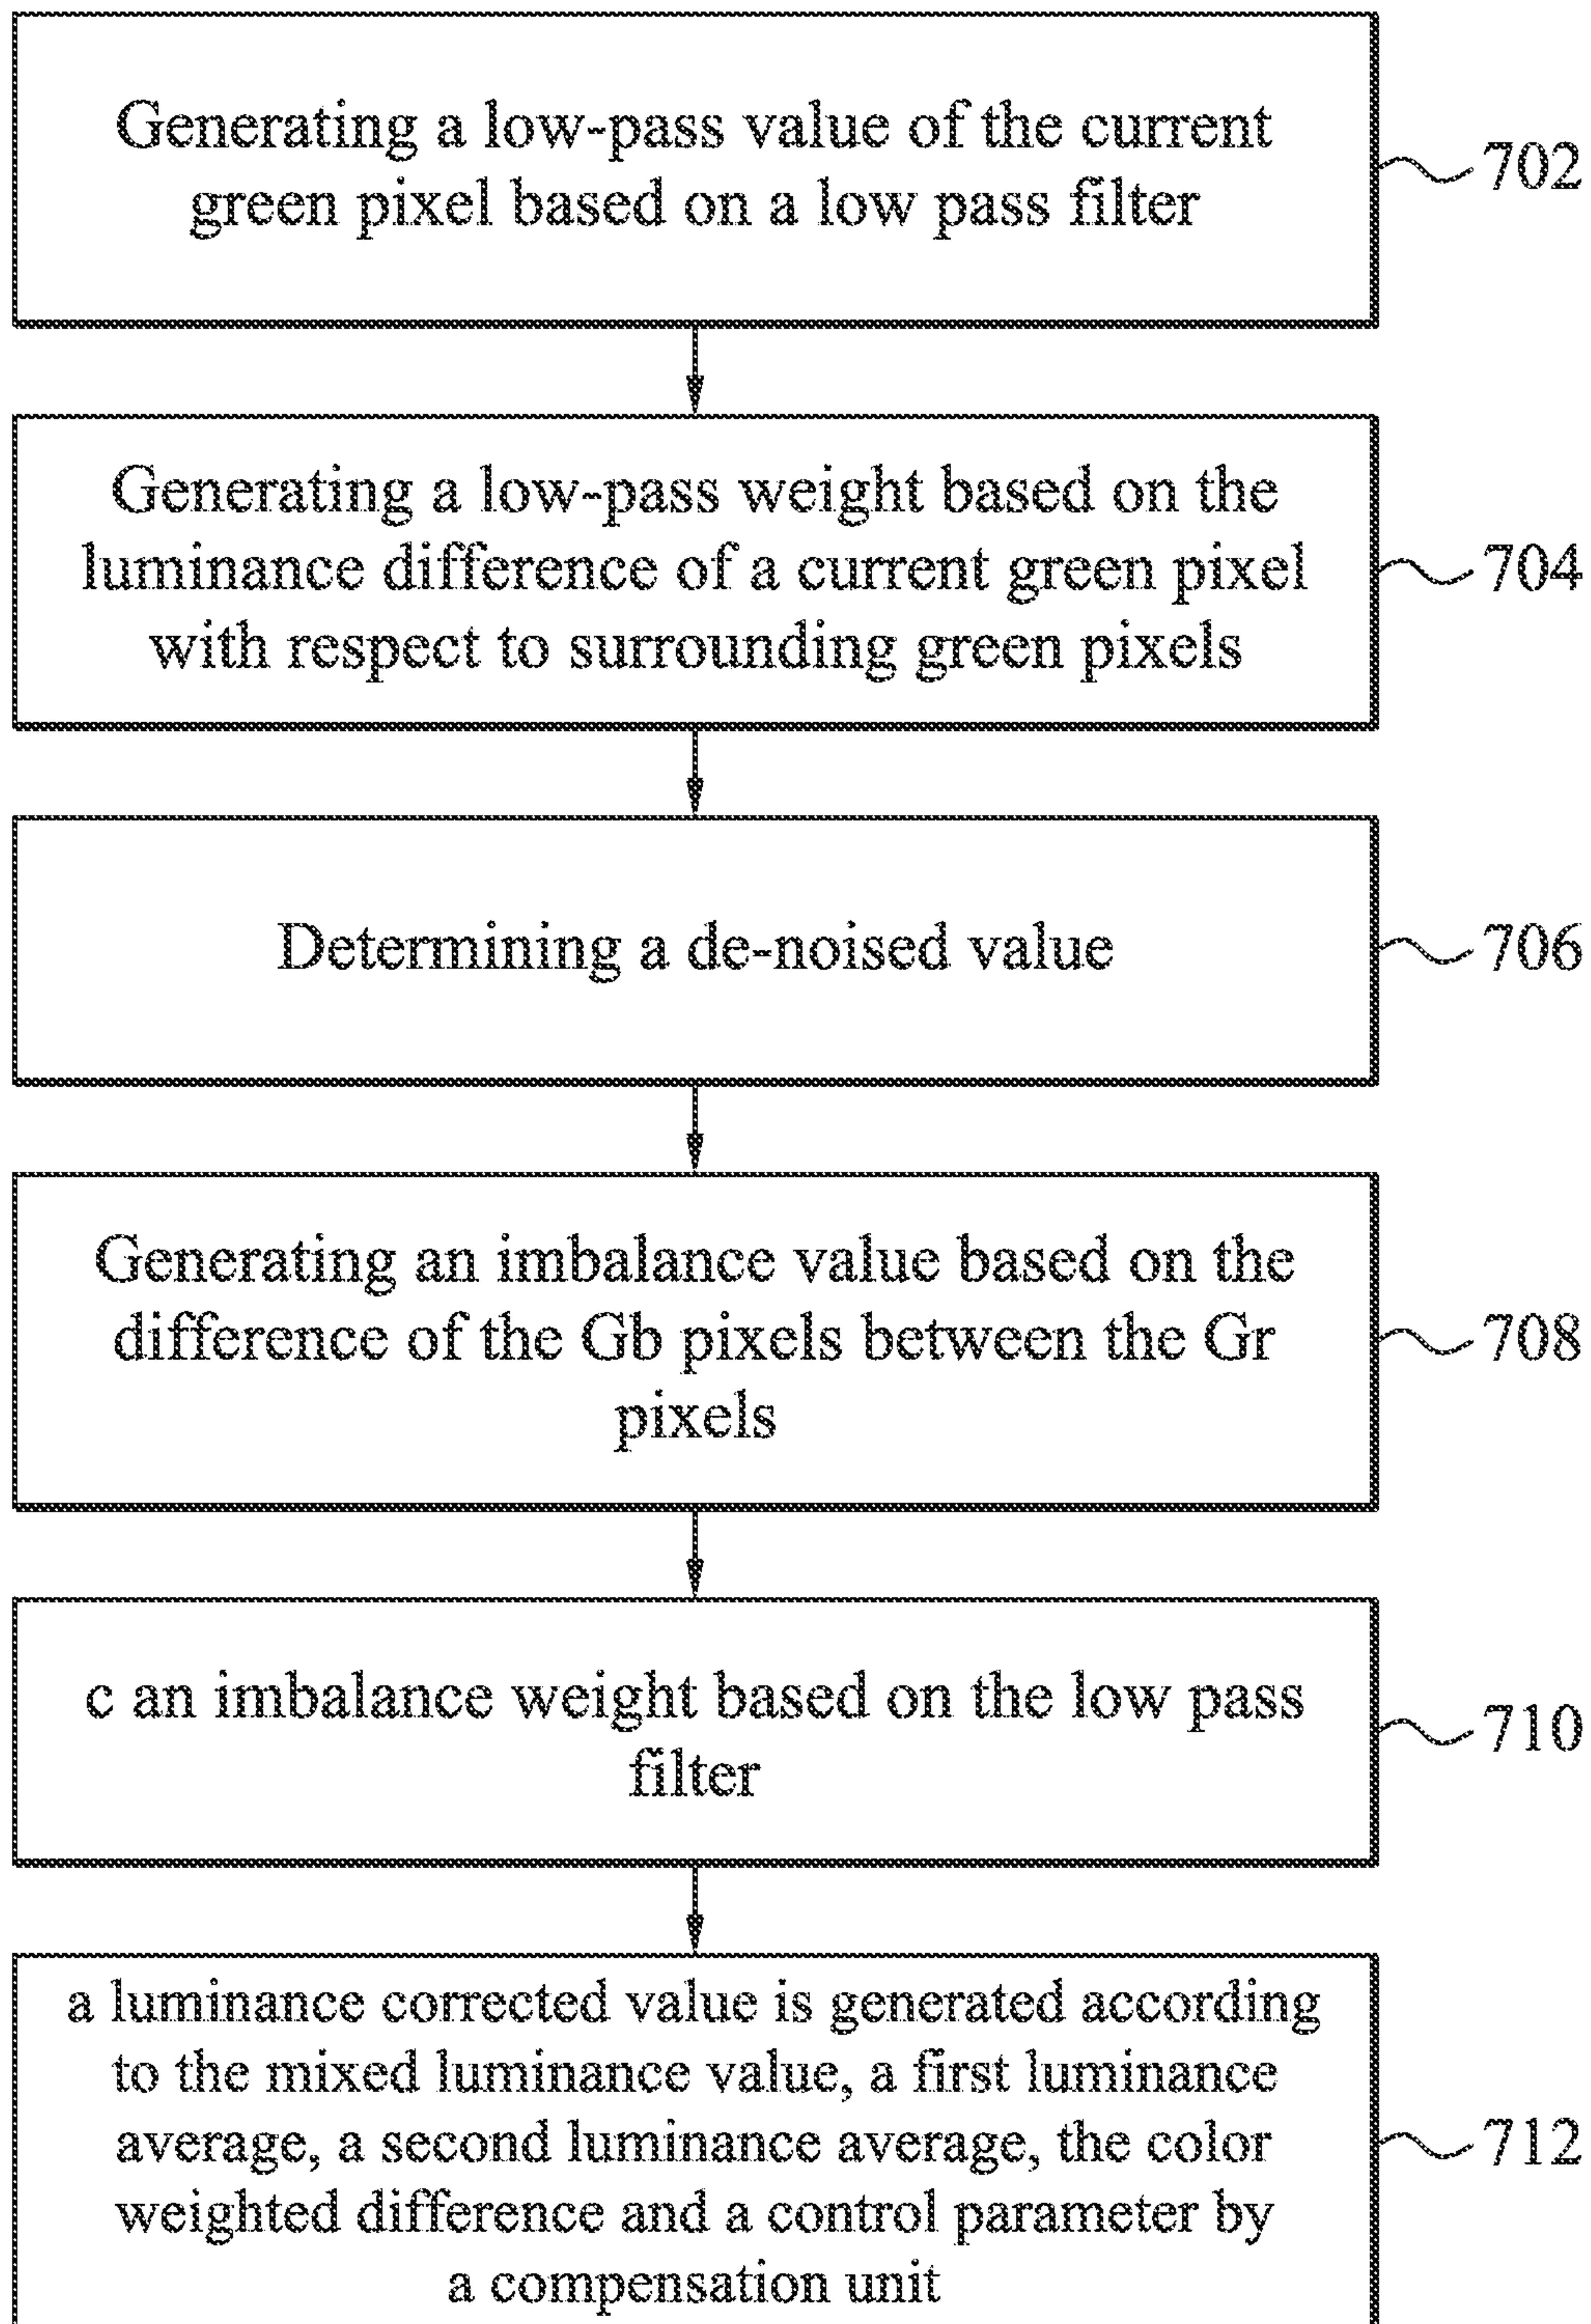 Generating a low-pass value of the current
green pixel based on a low pass filter
702
Generating a low-pass weight based on the
luminance difference of a current green pixel
with respect to surrounding green pixels
704
Determining a de-noised value
706
Generating an imbalance value based on the
difference of the Gb pixels between the Gr
pixels
708
c an imbalance weight based on the low pass
filter
710
a luminance corrected value is generated according
to the mixed luminance value, a first luminance
average, a second luminance average, the color
weighted difference and a control parameter by
a compensation unit
712